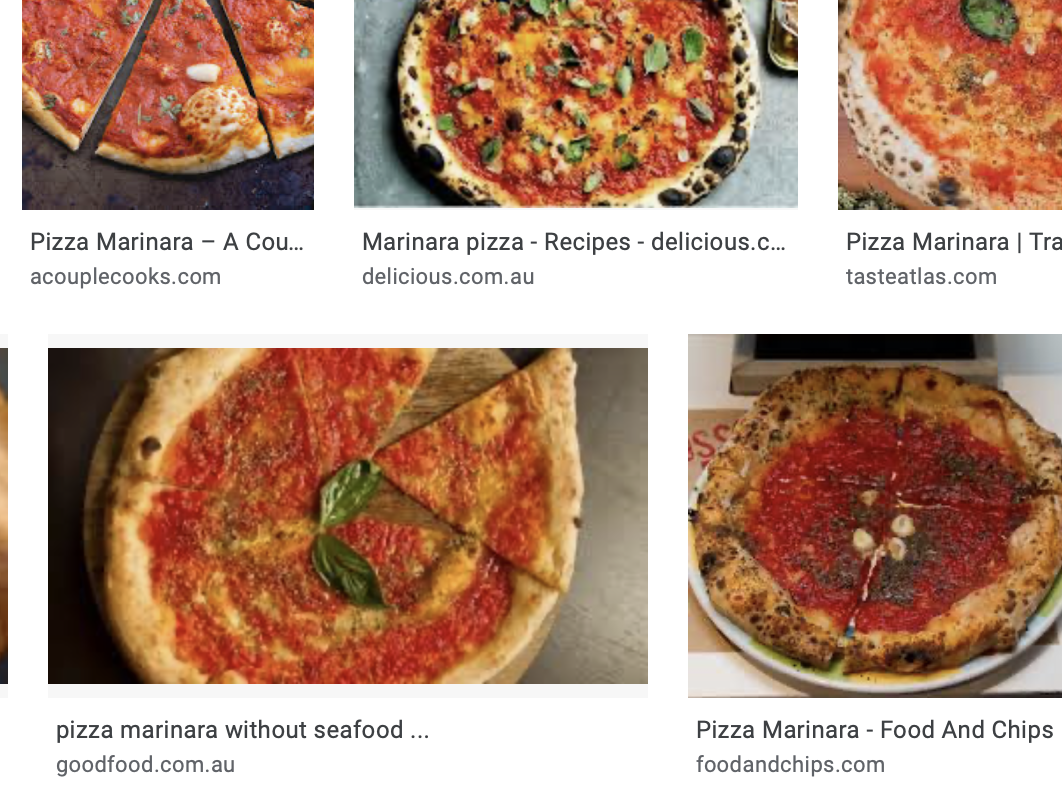 Pizza Marinara – A Cou...
acouplecooks.com
Marinara pizza - Recipes - delicious.c...
delicious.com.au
Pizza Marinara | Tra
tasteatlas.com
pizza marinara without seafood ...
goodfood.com.au
Pizza Marinara - Food And Chips
foodandchips.com